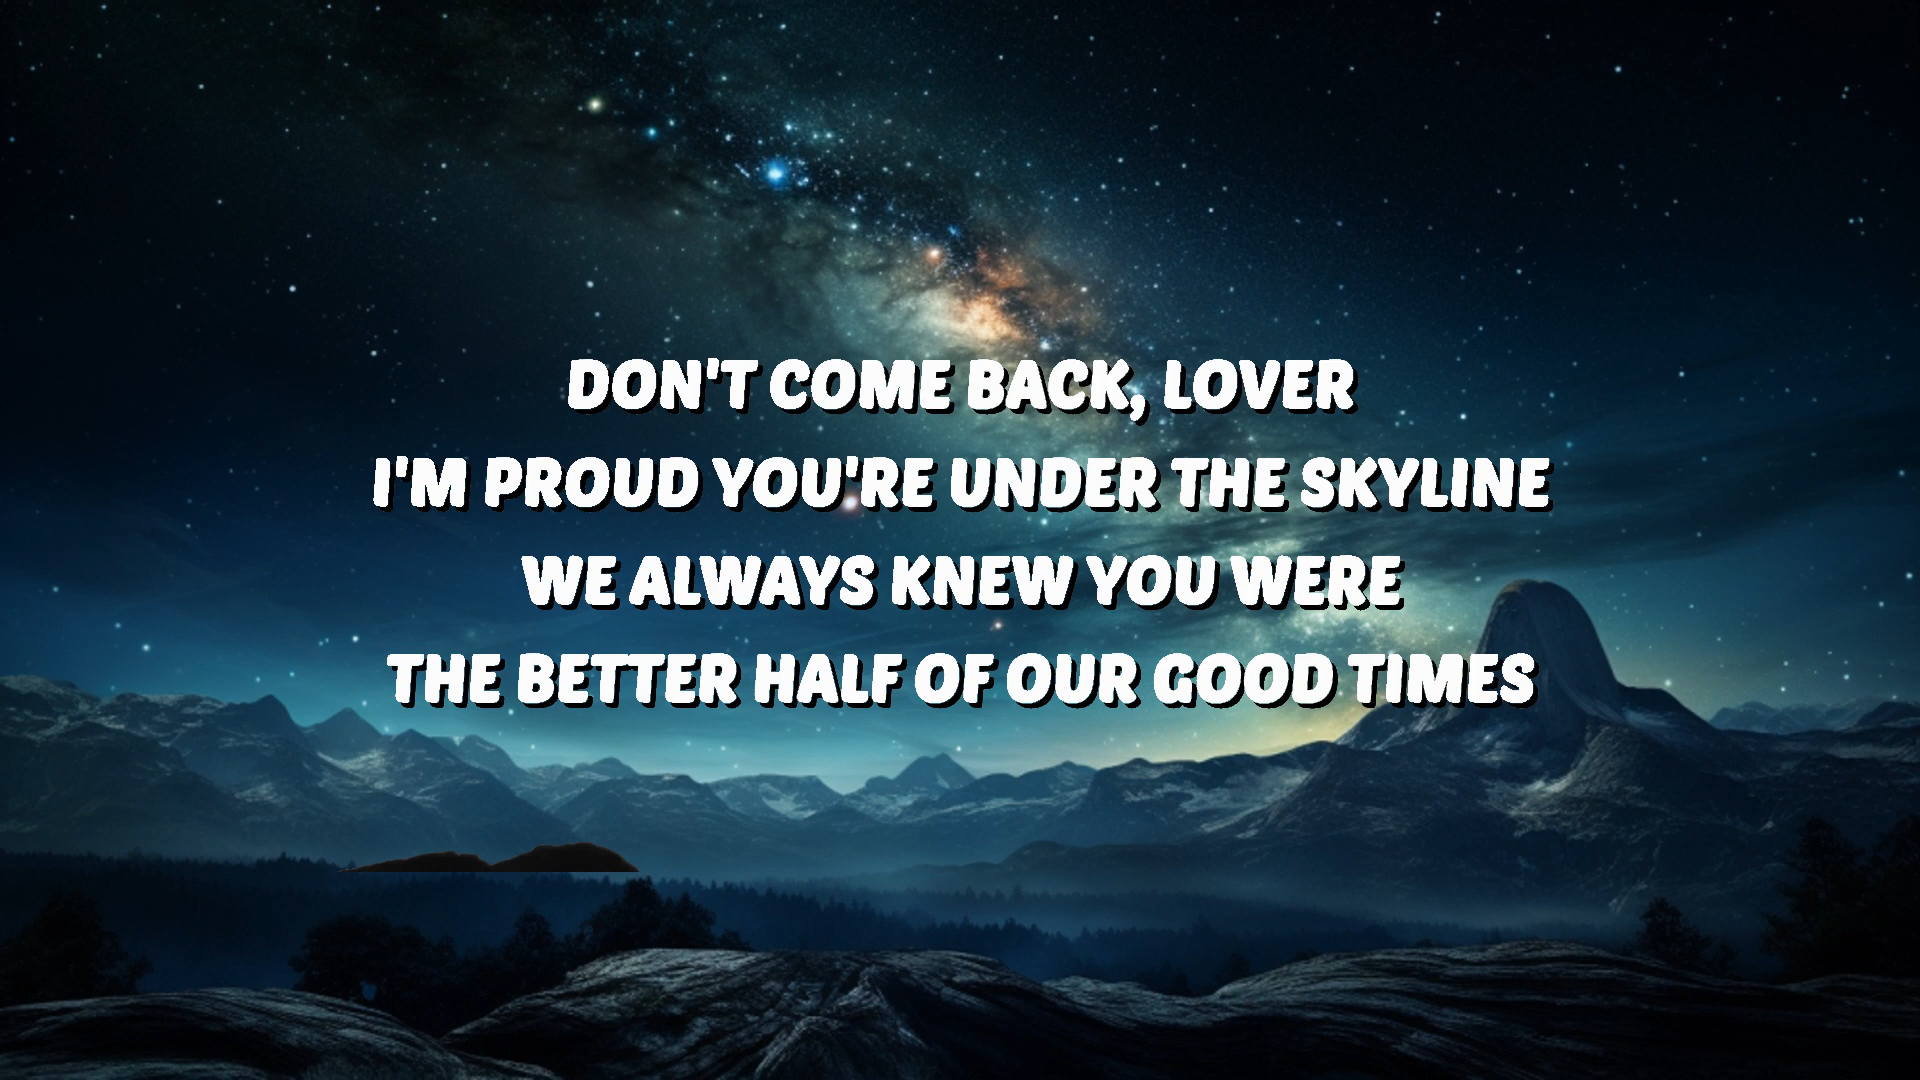 DON'T COME BACK, LOVER
I'M PROUD YOU'RE UNDER THE SKYLINE
WE ALWAYS KNEW YOU WERE
THE BETTER HALF OF OUR GOOD TIMES